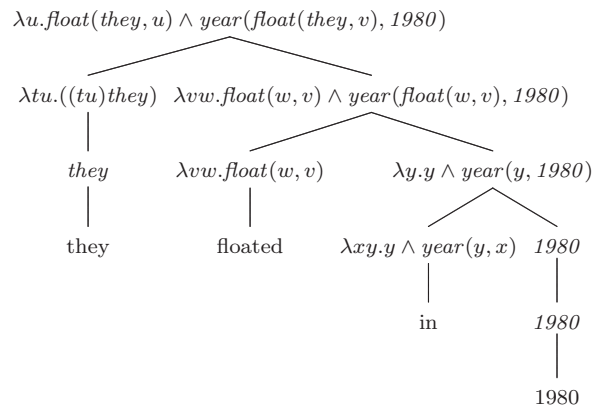 λu.float(they, u) ∧ year(float(they, v), 1980)
λtu.((tu)they) λvw.float(w, v) ∧ year(float(w, v), 1980)
they λvw.float(w, v) λy.y ∧ year(y, 1980)
they floated λxy.y ∧ year(y, x) 1980
in 1980
1980